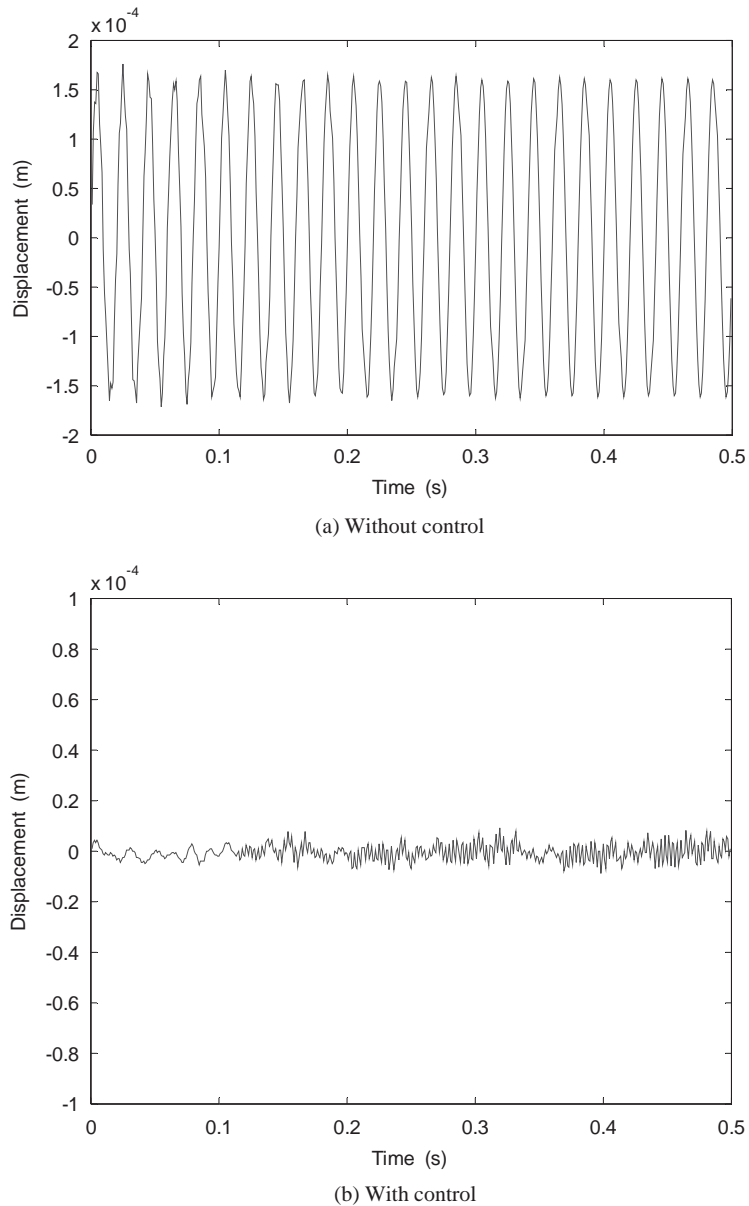 x 10-4
2
1.5
1
0.5
0
-0.5
-1
-1.5
-2
Displacement (m)
0 0.1 0.2 0.3 0.4 0.5
Time (s)
(a) Without control
x 10-4
1
0.8
0.6
0.4
0.2
0
-0.2
-0.4
-0.6
-0.8
-1
Displacement (m)
0 0.1 0.2 0.3 0.4 0.5
Time (s)
(b) With control